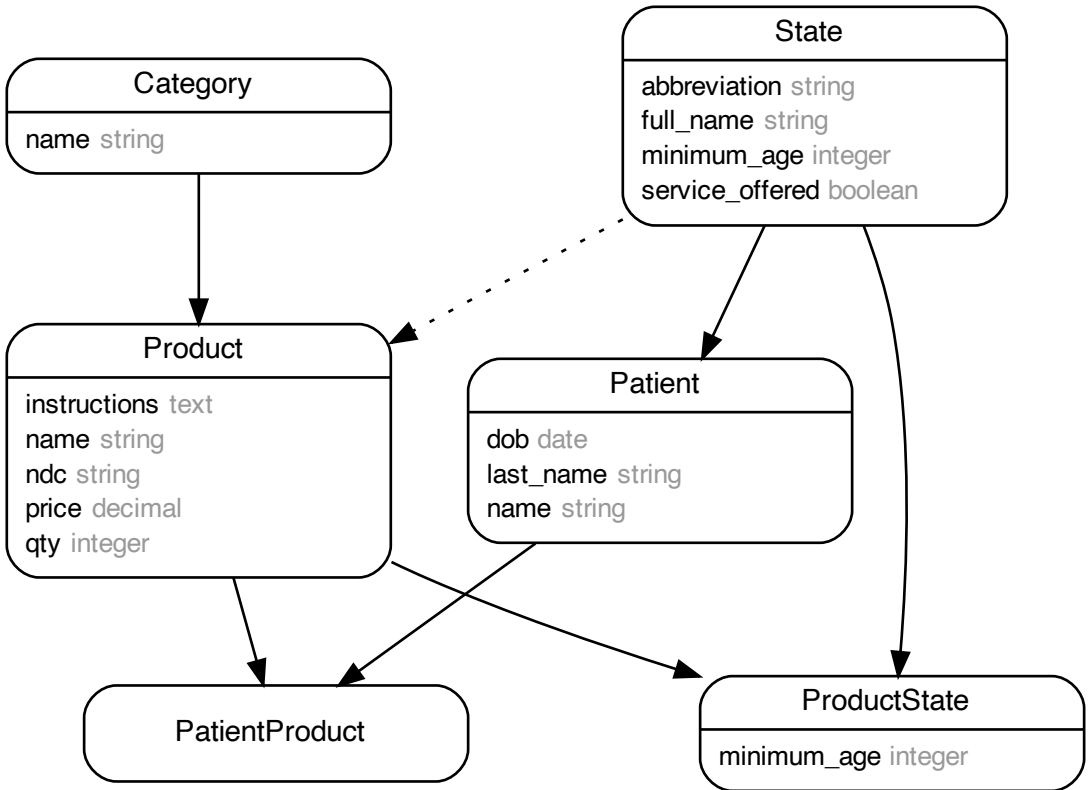 State
abbreviation string
full_name string
minimum_age integer
service_offered boolean
Category
name string
Product
instructions text
name string
ndc string
price decimal
qty integer
Patient
dob date
last_name string
name string
PatientProduct
ProductState
minimum_age integer